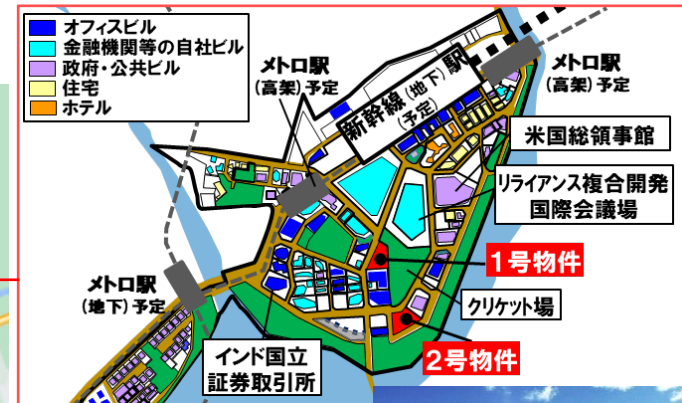 オフィスビル
金融機関等の自社ビル
政府・公共ビル
住宅
ホテル
メトロ駅
(高架)予定
新幹線(地下)駅
(予定)
メトロ駅
(高架)予定
米国総領事館
リライアンス複合開発
国際会議場
1号物件
クリケット場
メトロ駅
(地下)予定
2号物件
インド国立
証券取引所